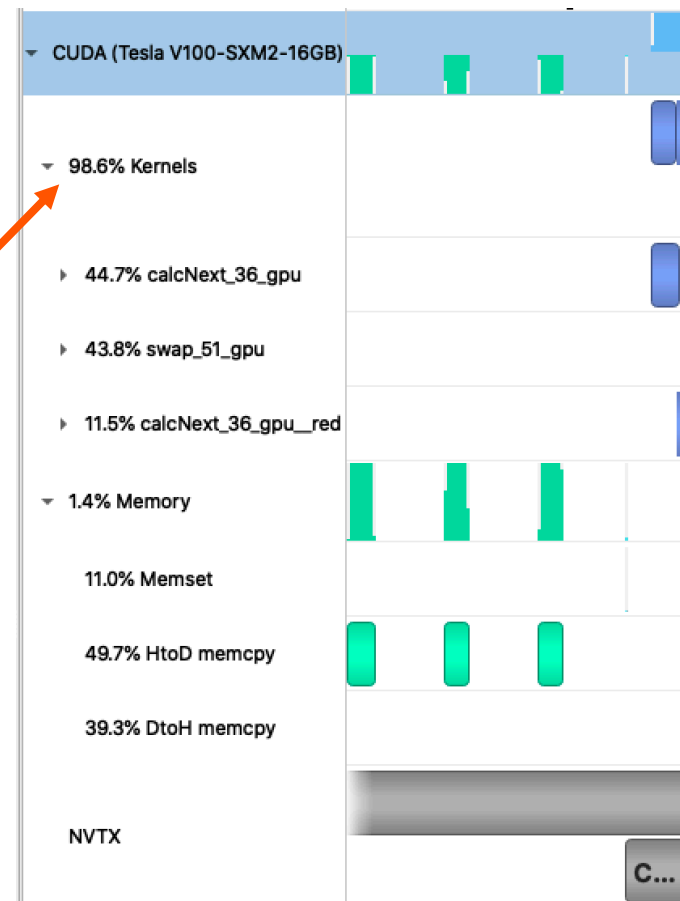 CUDA (Tesla V100-SXM2-16GB)
98.6% Kernels
44.7% calcNext_36_gpu
43.8% swap_51_gpu
11.5% calcNext_36_gpu__red
1.4% Memory
11.0% Memset
49.7% HtoD memcpy
39.3% DtoH memcpy
NVTX
C...